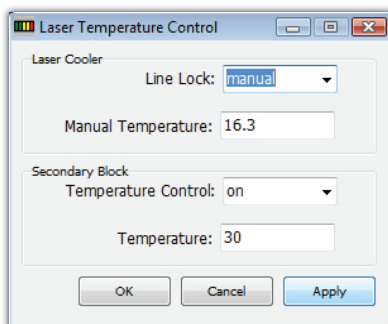 Laser Temperature Control
Laser Cooler
Line Lock: manual
Manual Temperature: 16.3
Secondary Block
Temperature Control: on
Temperature: 30
OK Cancel Apply